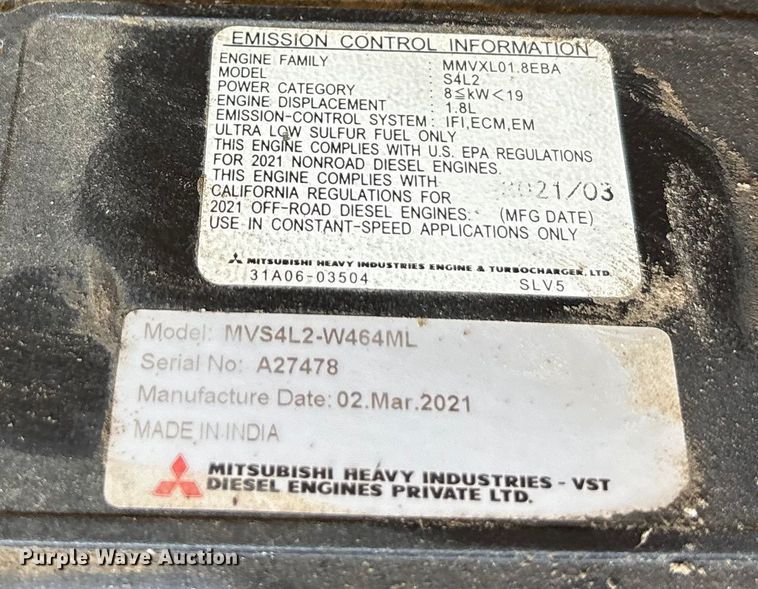 EMISSION CONTROL INFORMATION
ENGINE FAMILY : MMVXL01.8EBA
MODEL : S4L2
POWER CATEGORY : 8≦kW<19
ENGINE DISPLACEMENT : 1.8L
EMISSION-CONTROL SYSTEM : IFI,ECM,EM
ULTRA LOW SULFUR FUEL ONLY
THIS ENGINE COMPLIES WITH U.S. EPA REGULATIONS
FOR 2021 NONROAD DIESEL ENGINES.
THIS ENGINE COMPLIES WITH
CALIFORNIA REGULATIONS FOR 2021/03
2021 OFF-ROAD DIESEL ENGINES. (MFG DATE)
USE IN CONSTANT-SPEED APPLICATIONS ONLY
MITSUBISHI HEAVY INDUSTRIES ENGINE & TURBOCHARGER, LTD.
31A06-03504 SLV5
Model: MVS4L2-W464ML
Serial No: A27478
Manufacture Date: 02.Mar.2021
MADE IN INDIA
MITSUBISHI HEAVY INDUSTRIES - VST
DIESEL ENGINES PRIVATE LTD.
Purple Wave Auction